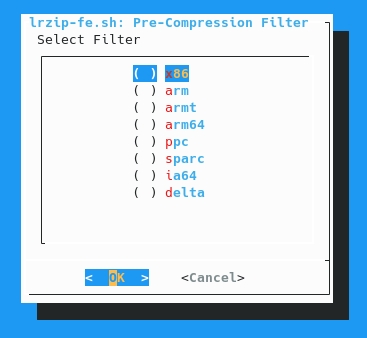 lrzip-fe.sh: Pre-Compression Filter
Select Filter
( ) x86
( ) arm
( ) armt
( ) arm64
( ) ppc
( ) sparc
( ) ia64
( ) delta
< OK > <Cancel>